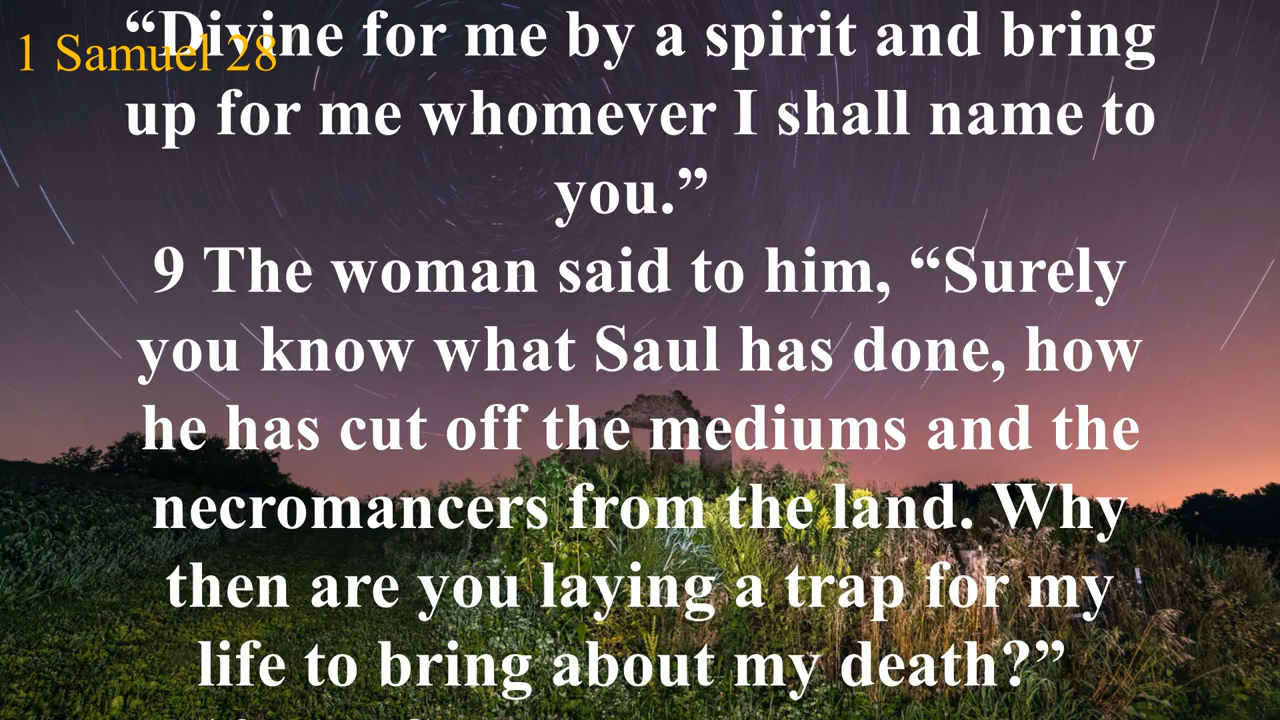 1 Samuel 28
“Divine for me by a spirit and bring
up for me whomever I shall name to
you.”
9 The woman said to him, “Surely
you know what Saul has done, how
he has cut off the mediums and the
necromancers from the land. Why
then are you laying a trap for my
life to bring about my death?”